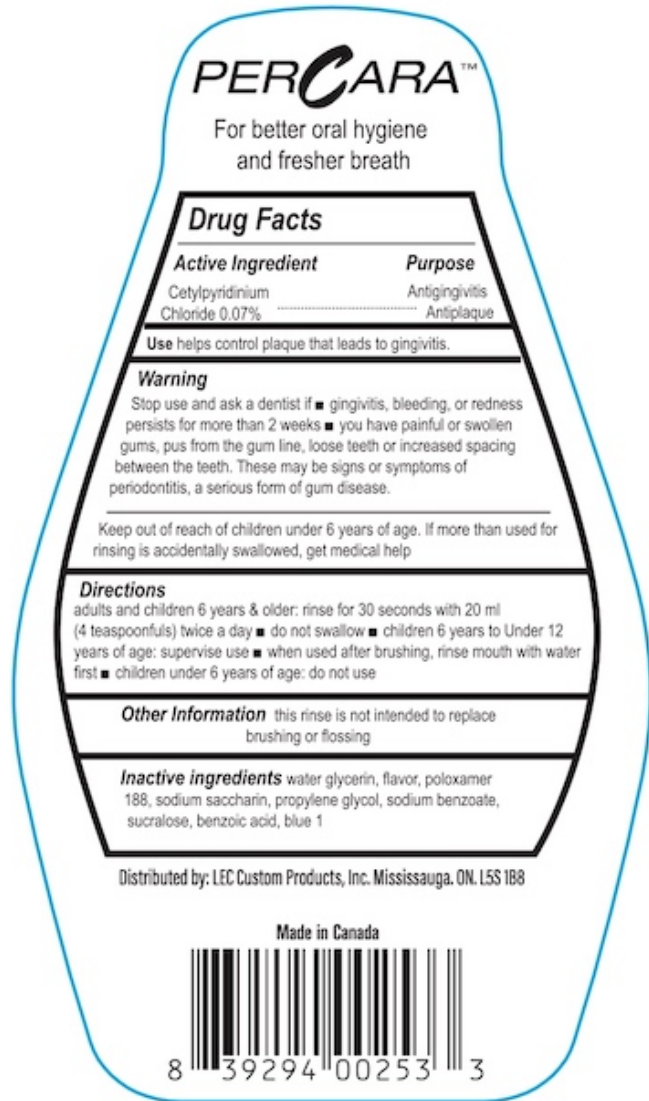 PERCARA™
For better oral hygiene
and fresher breath
Drug Facts
Active Ingredient Purpose
Cetylpyridinium Antigingivitis
Chloride 0.07% Antiplaque
Use helps control plaque that leads to gingivitis.
Warning
Stop use and ask a dentist if ■ gingivitis, bleeding, or redness
persists for more than 2 weeks ■ you have painful or swollen
gums, pus from the gum line, loose teeth or increased spacing
between the teeth. These may be signs or symptoms of
periodontitis, a serious form of gum disease.
Keep out of reach of children under 6 years of age. If more than used for
rinsing is accidentally swallowed, get medical help
Directions
adults and children 6 years & older: rinse for 30 seconds with 20 ml
(4 teaspoonfuls) twice a day ■ do not swallow ■ children 6 years to Under 12
years of age: supervise use ■ when used after brushing, rinse mouth with water
first ■ children under 6 years of age: do not use
Other Information this rinse is not intended to replace
brushing or flossing
Inactive ingredients water glycerin, flavor, poloxamer
188, sodium saccharin, propylene glycol, sodium benzoate,
sucralose, benzoic acid, blue 1
Distributed by: LEC Custom Products, Inc. Mississauga. ON. L5S 1B8
Made in Canada
8 39294 00253 3